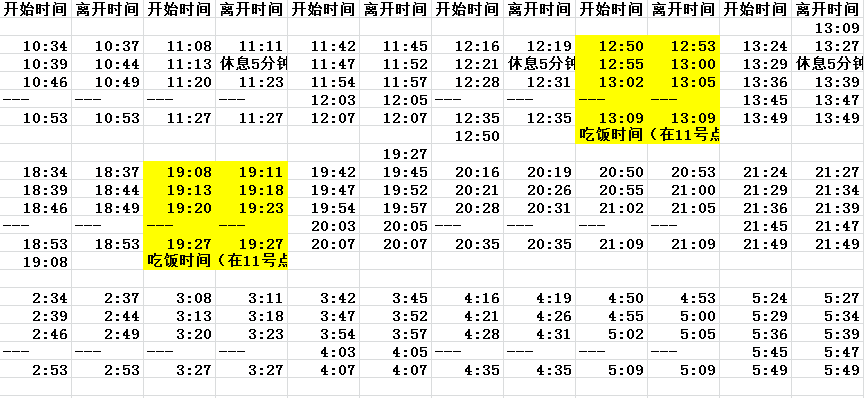 开始时间 离开时间 开始时间 离开时间 开始时间 离开时间 开始时间 离开时间 开始时间 离开时间 开始时间 离开时间
13:09
10:34 10:37 11:08 11:11 11:42 11:45 12:16 12:19 12:50 12:53 13:24 13:27
10:39 10:44 11:13 休息5分钟 11:47 11:52 12:21 休息5分钟 12:55 13:00 13:29 休息5分钟
10:46 10:49 11:20 11:23 11:54 11:57 12:28 12:31 13:02 13:05 13:36 13:39
--- --- --- --- 12:03 12:05 --- --- --- --- 13:45 13:47
10:53 10:53 11:27 11:27 12:07 12:07 12:35 12:35 13:09 13:09 13:49 13:49
12:50 吃饭时间（在11号点
19:27
18:34 18:37 19:08 19:11 19:42 19:45 20:16 20:19 20:50 20:53 21:24 21:27
18:39 18:44 19:13 19:18 19:47 19:52 20:21 20:26 20:55 21:00 21:29 21:34
18:46 18:49 19:20 19:23 19:54 19:57 20:28 20:31 21:02 21:05 21:36 21:39
--- --- --- --- 20:03 20:05 --- --- --- --- 21:45 21:47
18:53 18:53 19:27 19:27 20:07 20:07 20:35 20:35 21:09 21:09 21:49 21:49
19:08 吃饭时间（在11号点
2:34 2:37 3:08 3:11 3:42 3:45 4:16 4:19 4:50 4:53 5:24 5:27
2:39 2:44 3:13 3:18 3:47 3:52 4:21 4:26 4:55 5:00 5:29 5:34
2:46 2:49 3:20 3:23 3:54 3:57 4:28 4:31 5:02 5:05 5:36 5:39
--- --- --- --- 4:03 4:05 --- --- --- --- 5:45 5:47
2:53 2:53 3:27 3:27 4:07 4:07 4:35 4:35 5:09 5:09 5:49 5:49